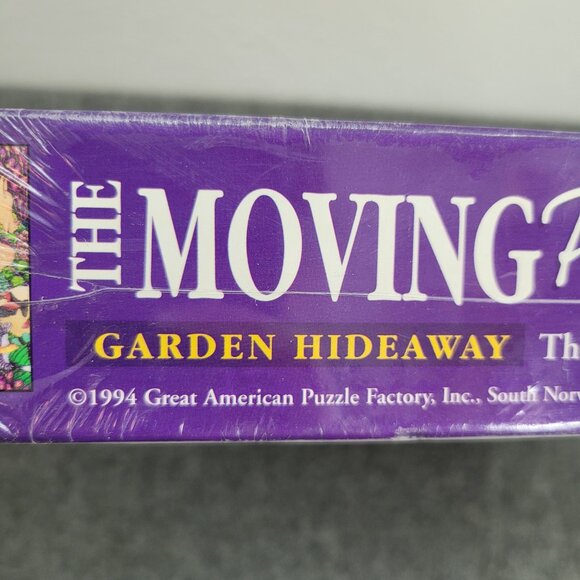 THE MOVING
GARDEN HIDEAWAY
©1994 Great American Puzzle Factory, Inc., South